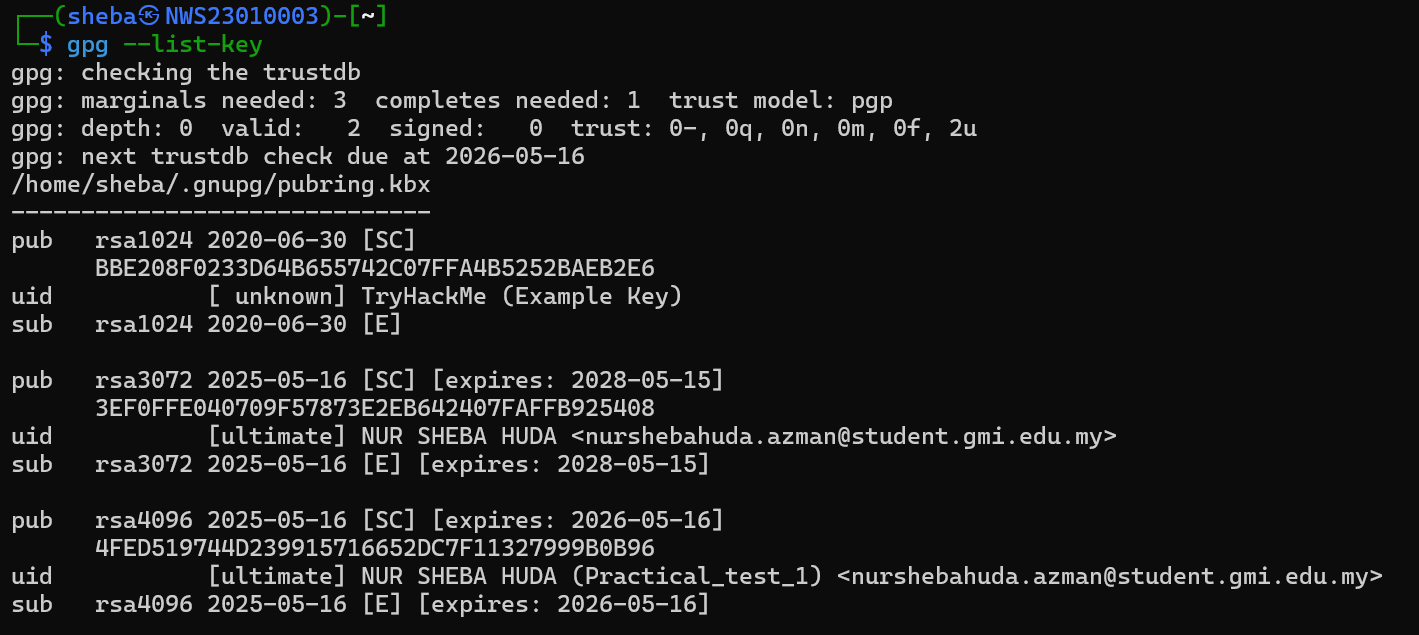 ┌──(sheba㉿NWS23010003)-[~]
└─$ gpg --list-key
gpg: checking the trustdb
gpg: marginals needed: 3  completes needed: 1  trust model: pgp
gpg: depth: 0  valid:   2  signed:   0  trust: 0-, 0q, 0n, 0m, 0f, 2u
gpg: next trustdb check due at 2026-05-16
/home/sheba/.gnupg/pubring.kbx
------------------------------
pub   rsa1024 2020-06-30 [SC]
      BBE208F0233D64B655742C07FFA4B5252BAEB2E6
uid           [ unknown] TryHackMe (Example Key)
sub   rsa1024 2020-06-30 [E]

pub   rsa3072 2025-05-16 [SC] [expires: 2028-05-15]
      3EF0FFE040709F57873E2EB642407FAFFB925408
uid           [ultimate] NUR SHEBA HUDA <nurshebahuda.azman@student.gmi.edu.my>
sub   rsa3072 2025-05-16 [E] [expires: 2028-05-15]

pub   rsa4096 2025-05-16 [SC] [expires: 2026-05-16]
      4FED519744D239915716652DC7F11327999B0B96
uid           [ultimate] NUR SHEBA HUDA (Practical_test_1) <nurshebahuda.azman@student.gmi.edu.my>
sub   rsa4096 2025-05-16 [E] [expires: 2026-05-16]